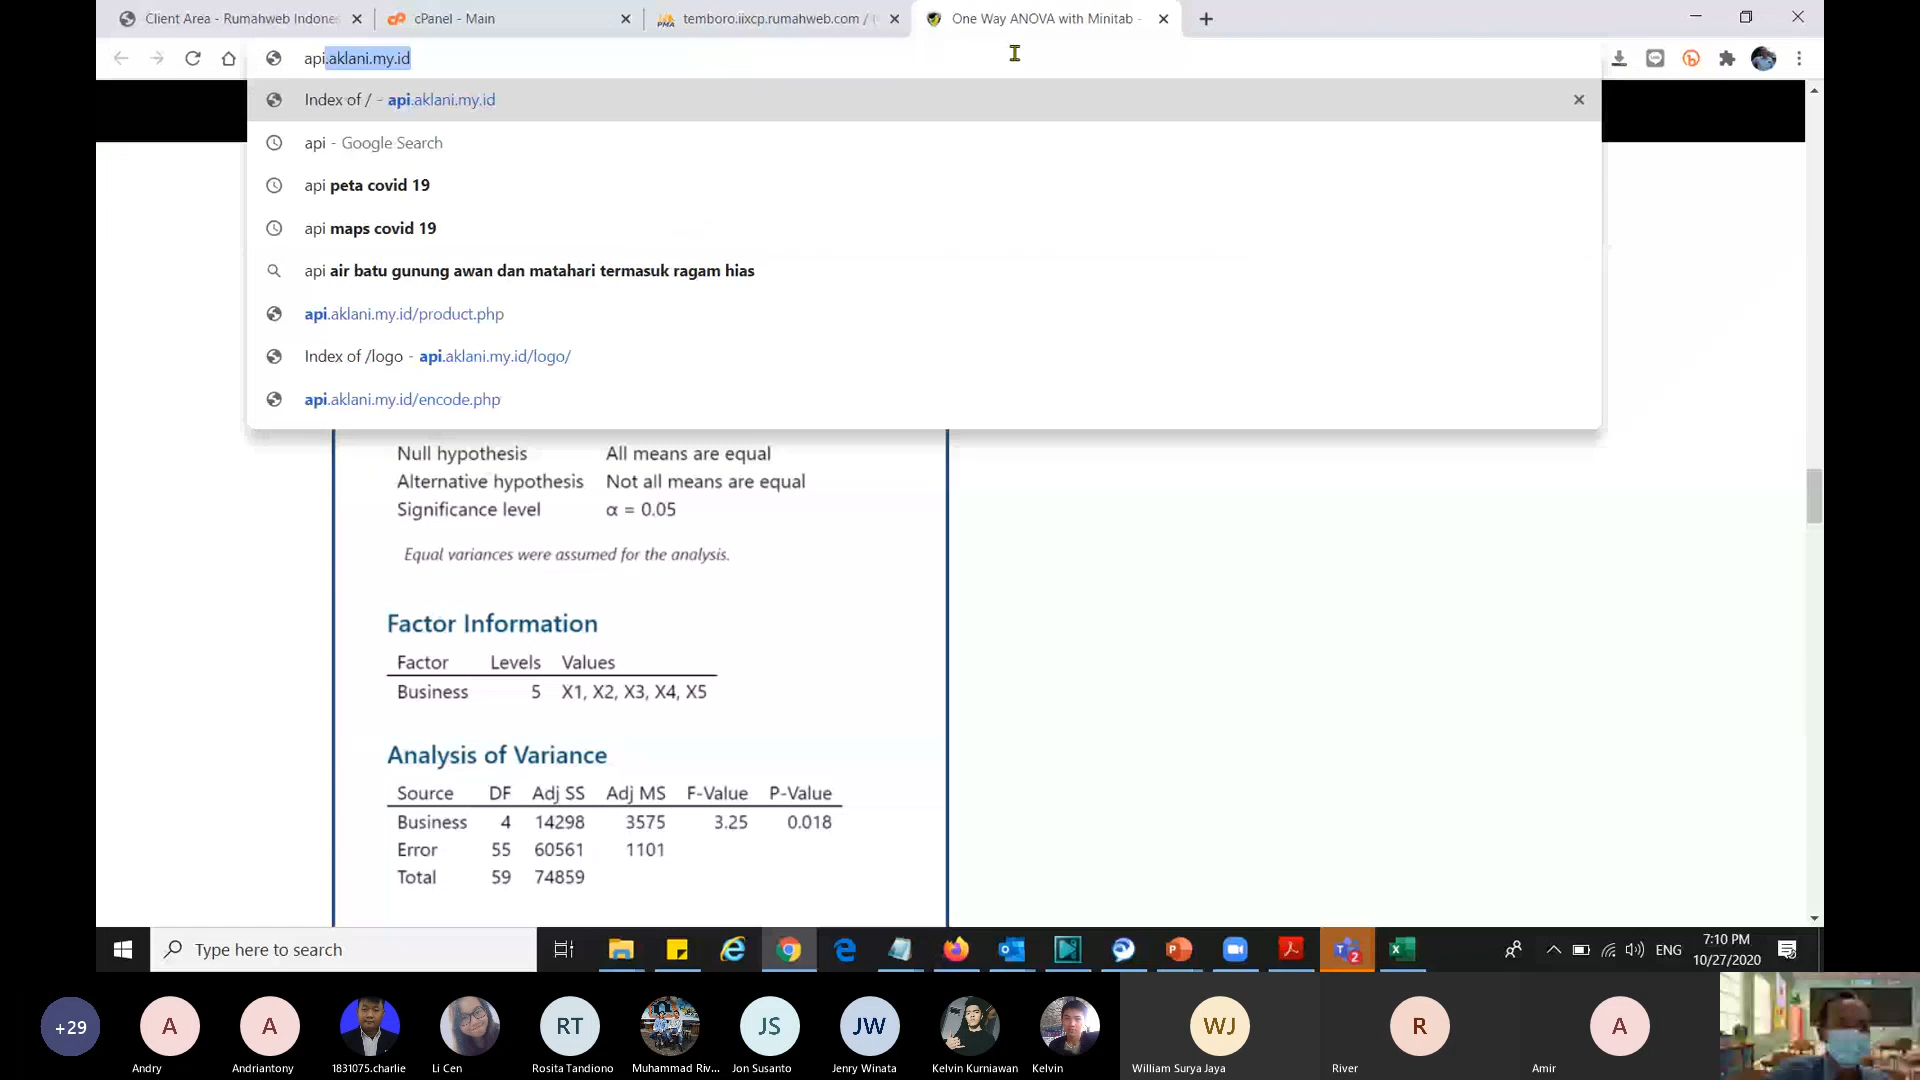 Client Area - Rumahweb Indones
cPanel - Main
temboro.iixcp.rumahweb.com /
One Way ANOVA with Minitab -
api.aklani.my.id
Index of / - api.aklani.my.id
api - Google Search
api peta covid 19
api maps covid 19
api air batu gunung awan dan matahari termasuk ragam hias
api.aklani.my.id/product.php
Index of /logo - api.aklani.my.id/logo/
api.aklani.my.id/encode.php
Null hypothesis All means are equal
Alternative hypothesis Not all means are equal
Significance level α = 0.05
Equal variances were assumed for the analysis.
Factor Information
Factor Levels Values
Business 5 X1, X2, X3, X4, X5
Analysis of Variance
Source DF Adj SS Adj MS F-Value P-Value
Business 4 14298 3575 3.25 0.018
Error 55 60561 1101
Total 59 74859
Type here to search
ENG
7:10 PM
10/27/2020
+29
A
A
RT
JS
JW
WJ
R
A
Andry
Andriantony
1831075.charlie
Li Cen
Rosita Tandiono
Muhammad Riv...
Jon Susanto
Jenry Winata
Kelvin Kurniawan
Kelvin
William Surya Jaya
River
Amir